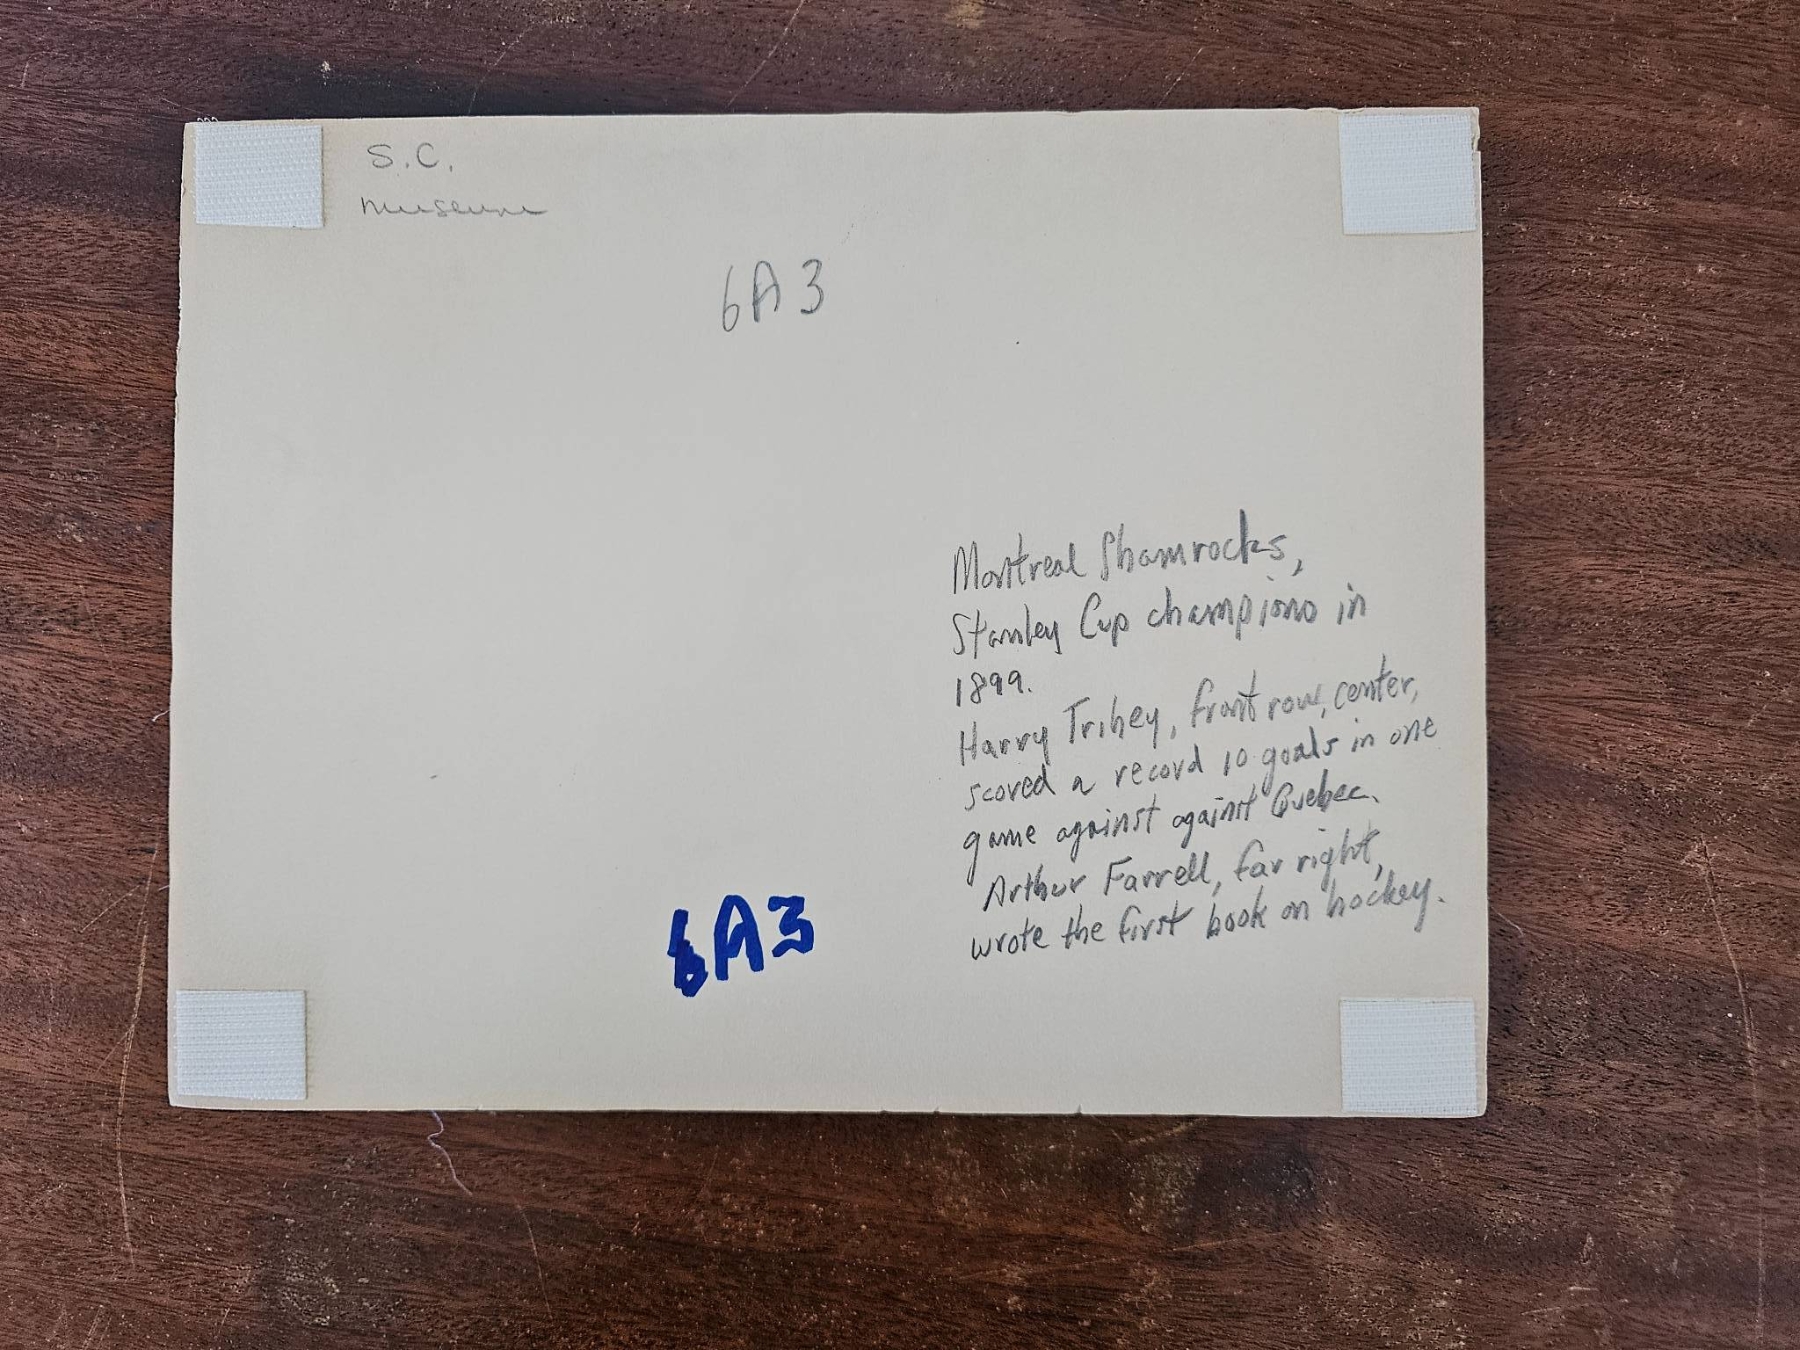 S.C.
museum
6A3
Montreal Shamrocks,
Stanley Cup champions in
1899.
Harry Trihey, front row, center,
scored a record 10 goals in one
game against against Quebec.
Arthur Farrell, far right,
wrote the first book on hockey.
6A3